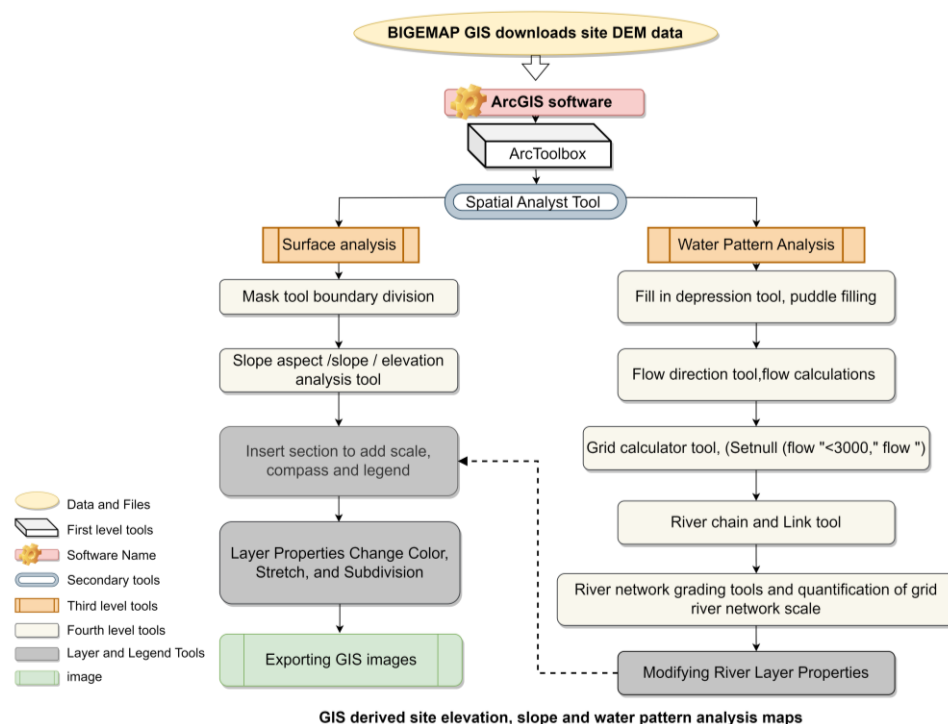 BIGEMAP GIS downloads site DEM data
ArcGIS software
ArcToolbox
Spatial Analyst Tool
Surface analysis
Mask tool boundary division
Slope aspect /slope / elevation
analysis tool
Insert section to add scale,
compass and legend
Layer Properties Change Color,
Stretch, and Subdivision
Exporting GIS images
Water Pattern Analysis
Fill in depression tool, puddle filling
Flow direction tool,flow calculations
Grid calculator tool, (Setnull (flow "<3000," flow ")
River chain and Link tool
River network grading tools and quantification of grid
river network scale
Modifying River Layer Properties
Data and Files
First level tools
Software Name
Secondary tools
Third level tools
Fourth level tools
Layer and Legend Tools
image
GIS derived site elevation, slope and water pattern analysis maps